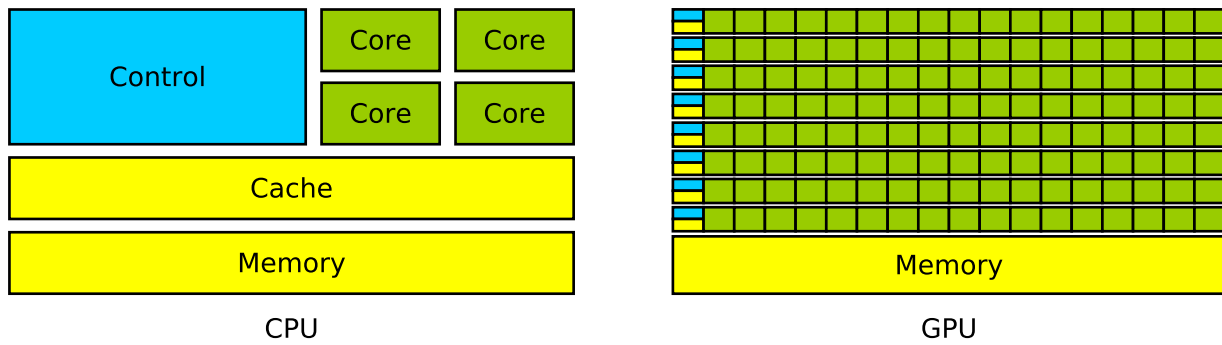 Control
Core
Core
Core
Core
Cache
Memory
CPU
Memory
GPU